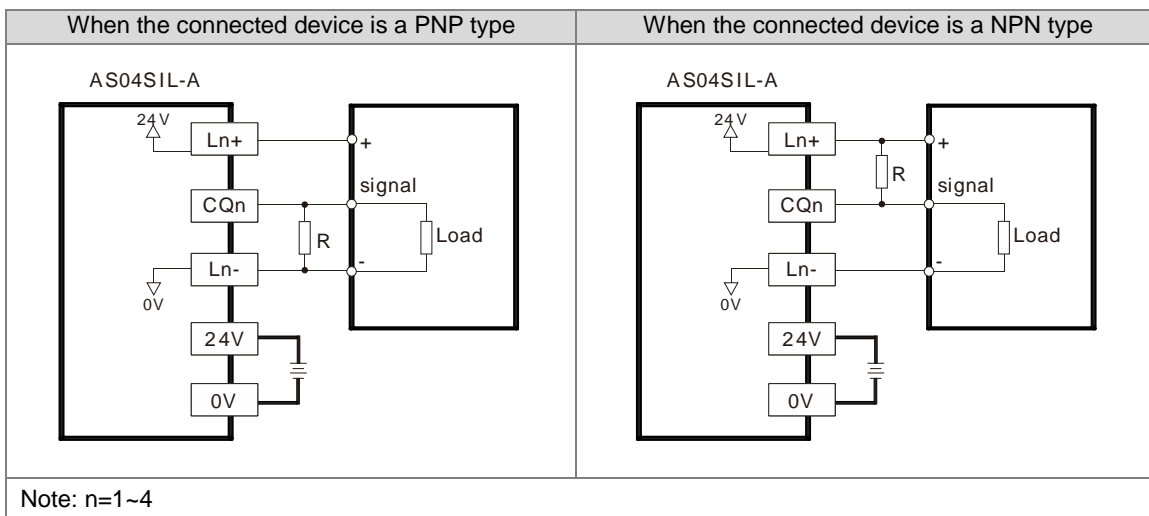 When the connected device is a PNP type
When the connected device is a NPN type
AS04SIL-A
24V
Ln+
+
signal
CQn
R
Load
Ln-
-
0V
24V
0V
AS04SIL-A
24V
Ln+
+
R
signal
CQn
Load
Ln-
-
0V
24V
0V
Note: n=1~4